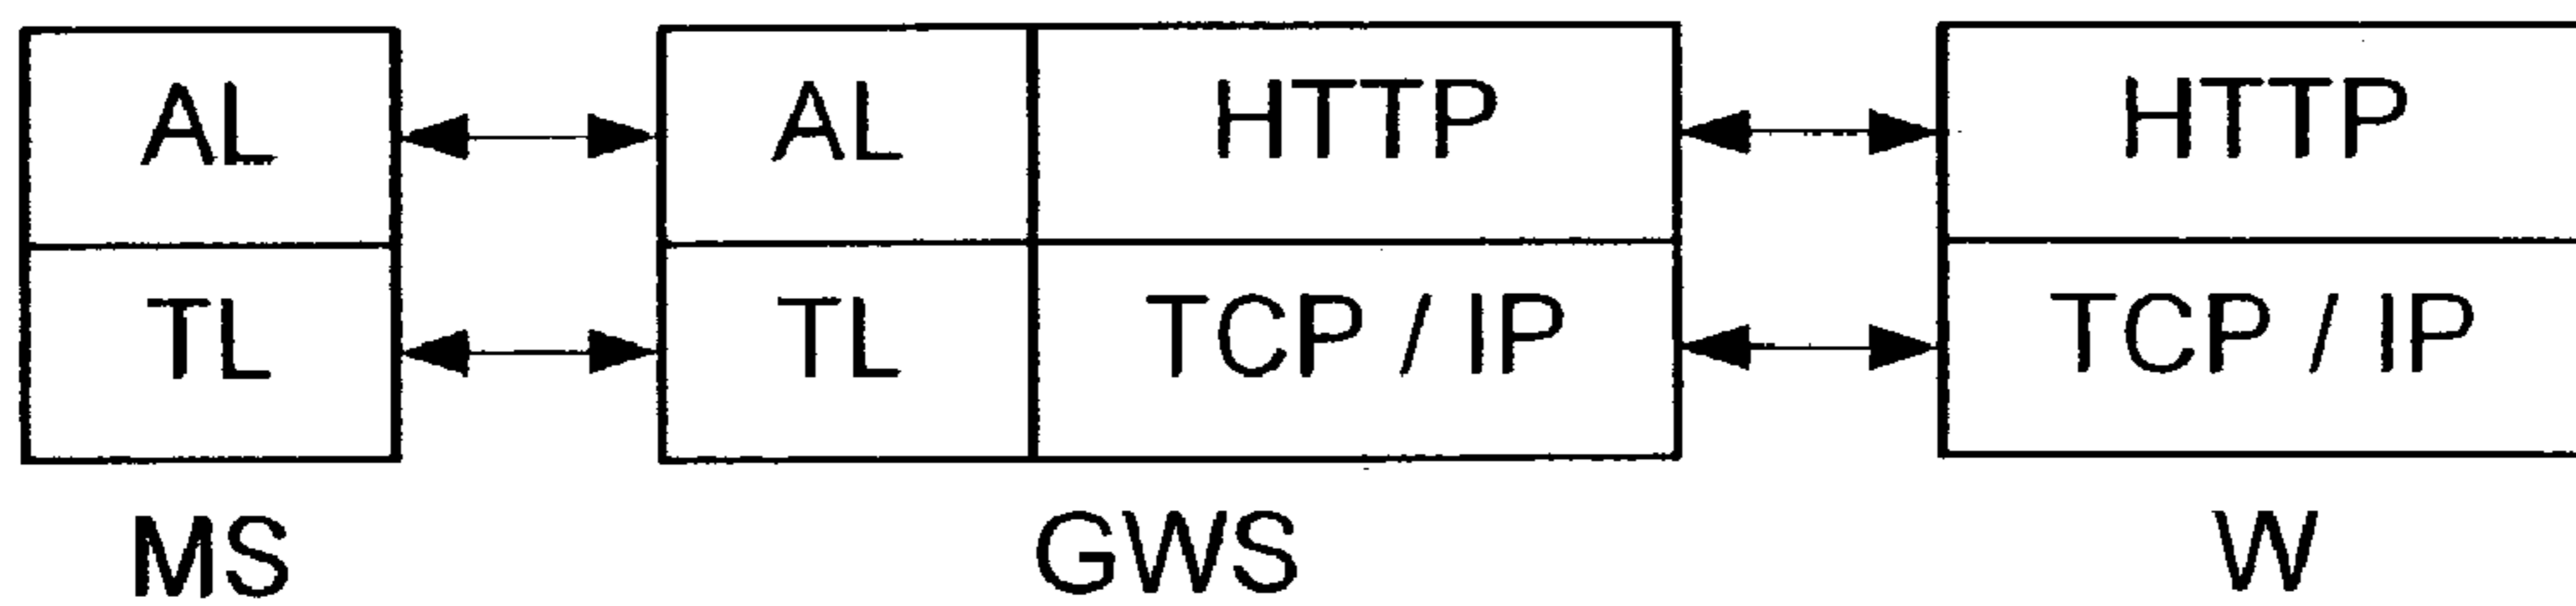 AL AL HTTP HTTP
TL TL TCP / IP TCP / IP
MS GWS W